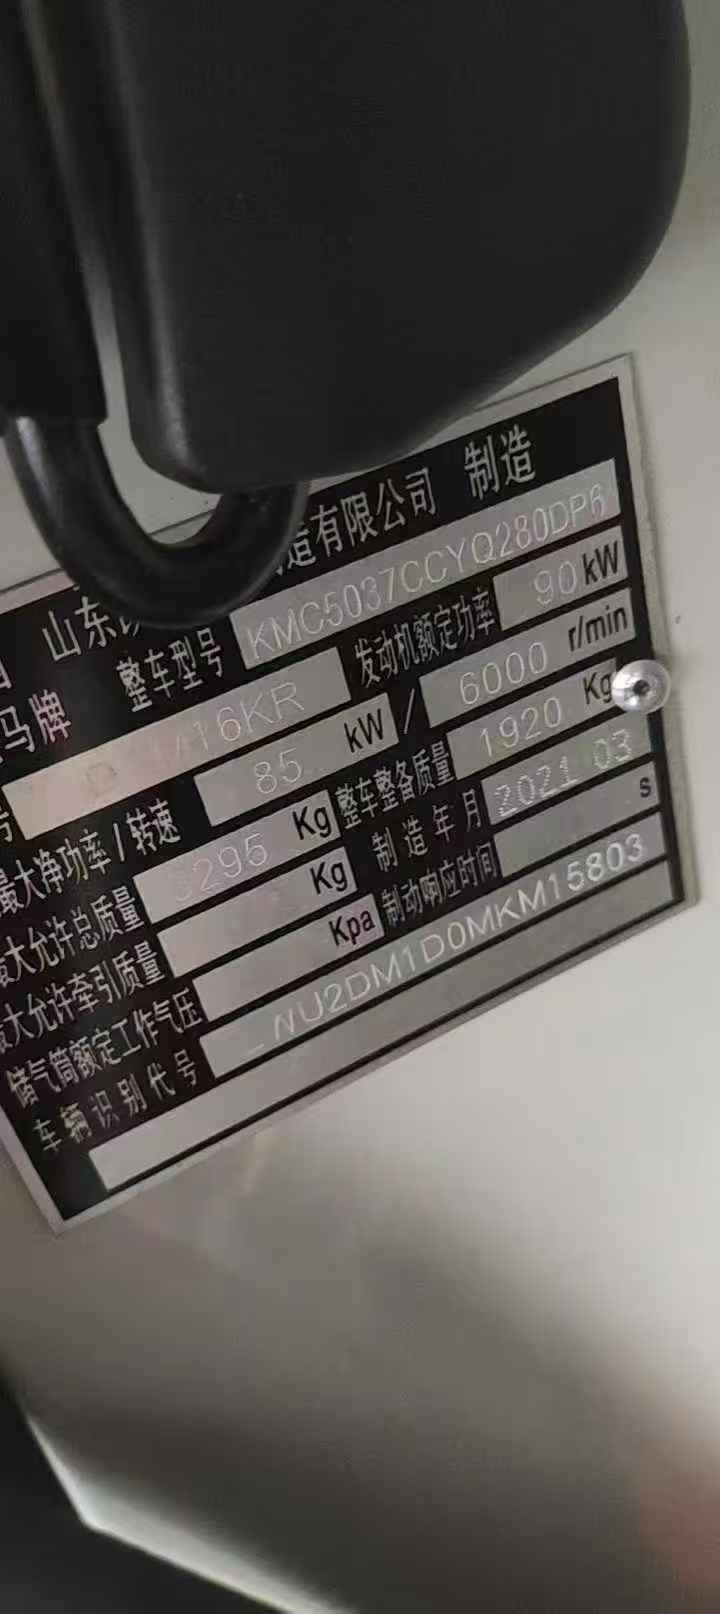 山东 造有限公司 制造
马牌 整车型号 KMC5037CCYQ280DP6
16KR 发动机额定功率 90 kW
最大净功率/转速 85 kW / 6000 r/min
最大允许总质量 3295 Kg 整车整备质量 1920 Kg
最大允许牵引质量 Kg 制造年月 2021 03
储气筒额定工作气压 Kpa 制动响应时间 s
车辆识别代号 NU2DM1D0MKM15803